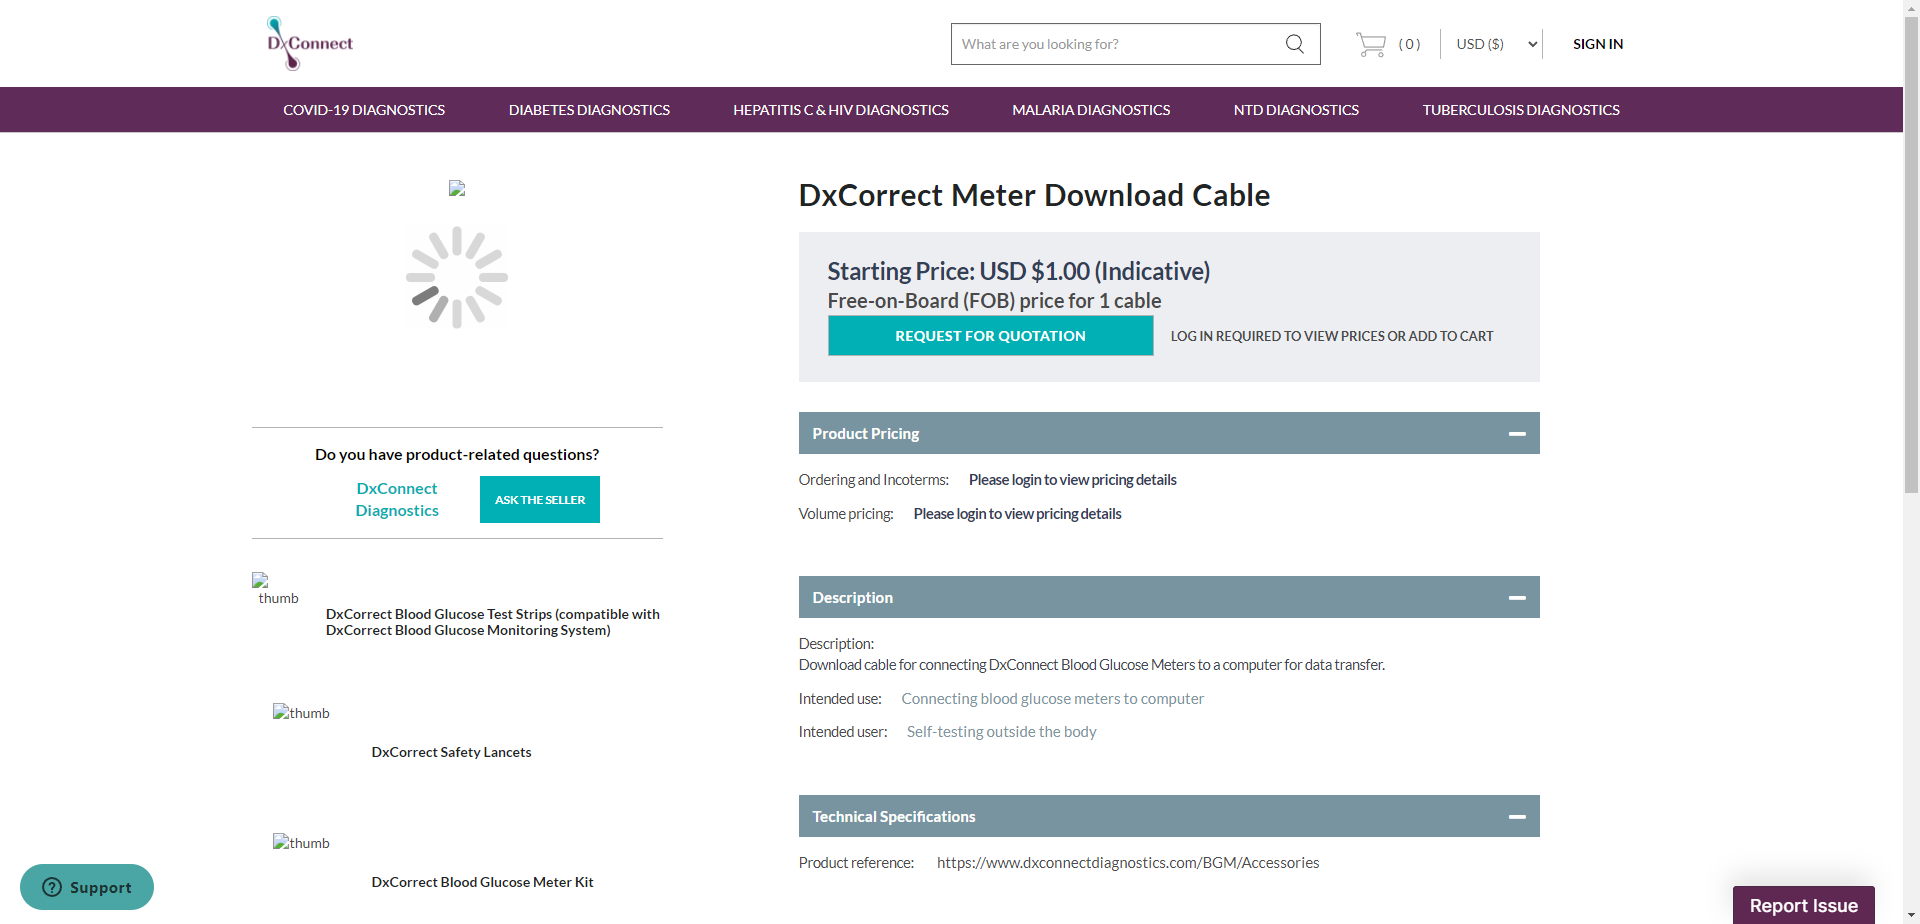 DxConnect
What are you looking for?
( 0 )
USD ($)
SIGN IN
COVID-19 DIAGNOSTICS
DIABETES DIAGNOSTICS
HEPATITIS C & HIV DIAGNOSTICS
MALARIA DIAGNOSTICS
NTD DIAGNOSTICS
TUBERCULOSIS DIAGNOSTICS
DxCorrect Meter Download Cable
Starting Price: USD $1.00 (Indicative)
Free-on-Board (FOB) price for 1 cable
REQUEST FOR QUOTATION
LOG IN REQUIRED TO VIEW PRICES OR ADD TO CART
Do you have product-related questions?
DxConnect
Diagnostics
ASK THE SELLER
thumb
DxCorrect Blood Glucose Test Strips (compatible with
DxCorrect Blood Glucose Monitoring System)
thumb
DxCorrect Safety Lancets
thumb
DxCorrect Blood Glucose Meter Kit
Product Pricing
Ordering and Incoterms: Please login to view pricing details
Volume pricing: Please login to view pricing details
Description
Description:
Download cable for connecting DxConnect Blood Glucose Meters to a computer for data transfer.
Intended use: Connecting blood glucose meters to computer
Intended user: Self-testing outside the body
Technical Specifications
Product reference: https://www.dxconnectdiagnostics.com/BGM/Accessories
Support
Report Issue